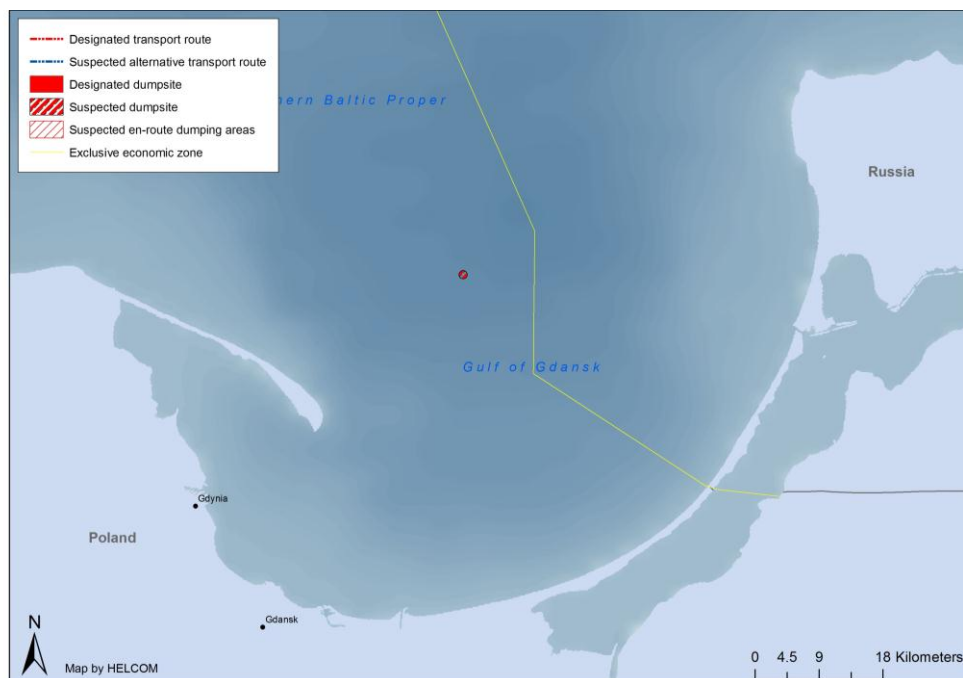 Designated transport route
Suspected alternative transport route
Designated dumpsite
Suspected dumpsite
Suspected en-route dumping areas
Exclusive economic zone
hern Baltic Proper
Russia
Gulf of Gdansk
Gdynia
Poland
Gdansk
N
Map by HELCOM
0 4.5 9 18 Kilometers